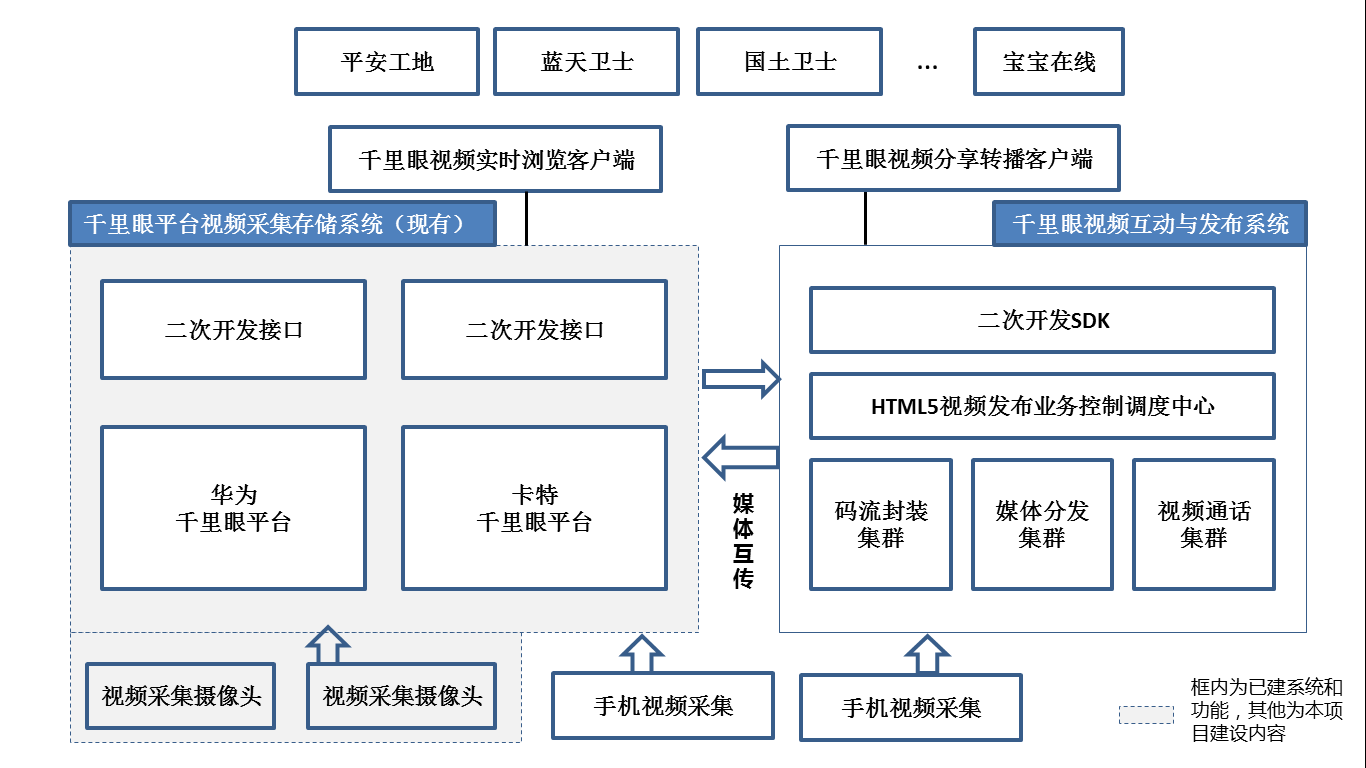 平安工地
蓝天卫士
国土卫士
...
宝宝在线
千里眼视频实时浏览客户端
千里眼视频分享转播客户端
千里眼平台视频采集存储系统（现有）
千里眼视频互动与发布系统
二次开发接口
二次开发接口
二次开发SDK
HTML5视频发布业务控制调度中心
华为
千里眼平台
卡特
千里眼平台
媒体互传
码流封装
集群
媒体分发
集群
视频通话
集群
视频采集摄像头
视频采集摄像头
手机视频采集
手机视频采集
框内为已建系统和
功能，其他为本项
目建设内容